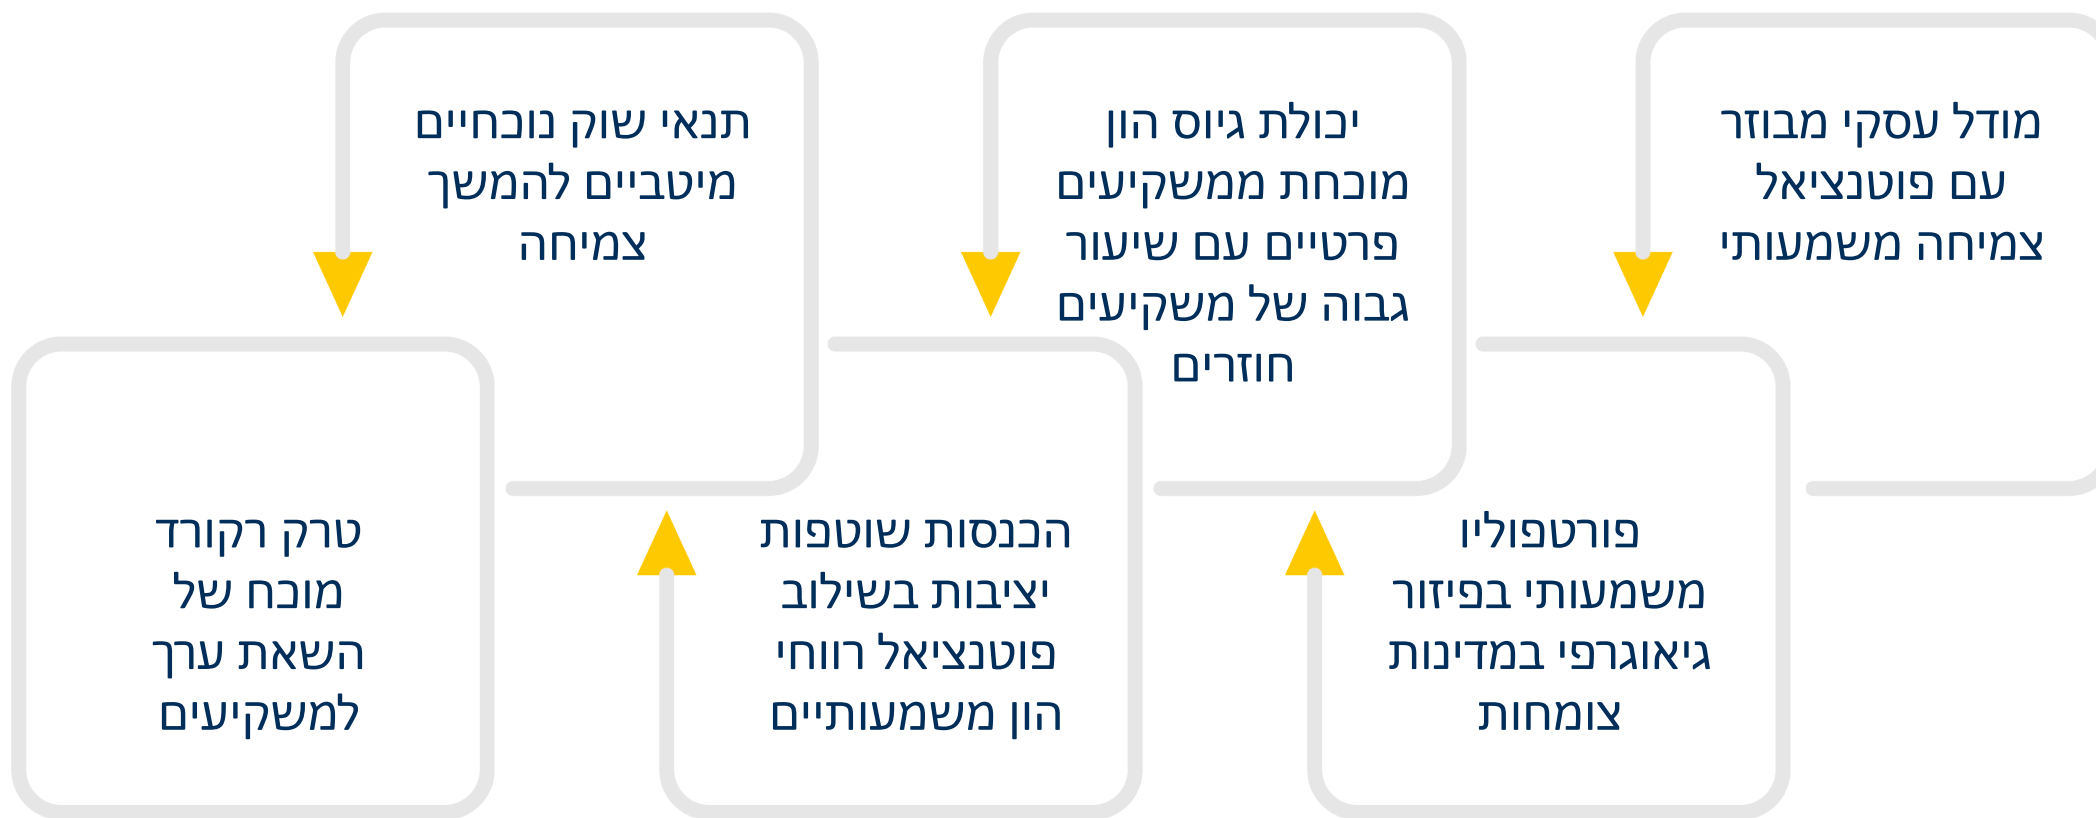 מודל עסקי מבוזר
עם פוטנציאל
צמיחה משמעותי
פורטפוליו
משמעותי בפיזור
גיאוגרפי במדינות
צומחות
יכולת גיוס הון
מוכחת ממשקיעים
פרטיים עם שיעור
גבוה של משקיעים
חוזרים
הכנסות שוטפות
יציבות בשילוב
פוטנציאל רווחי
הון משמעותיים
תנאי שוק נוכחיים
מיטביים להמשך
צמיחה
טרק רקורד
מוכח של
השאת ערך
למשקיעים